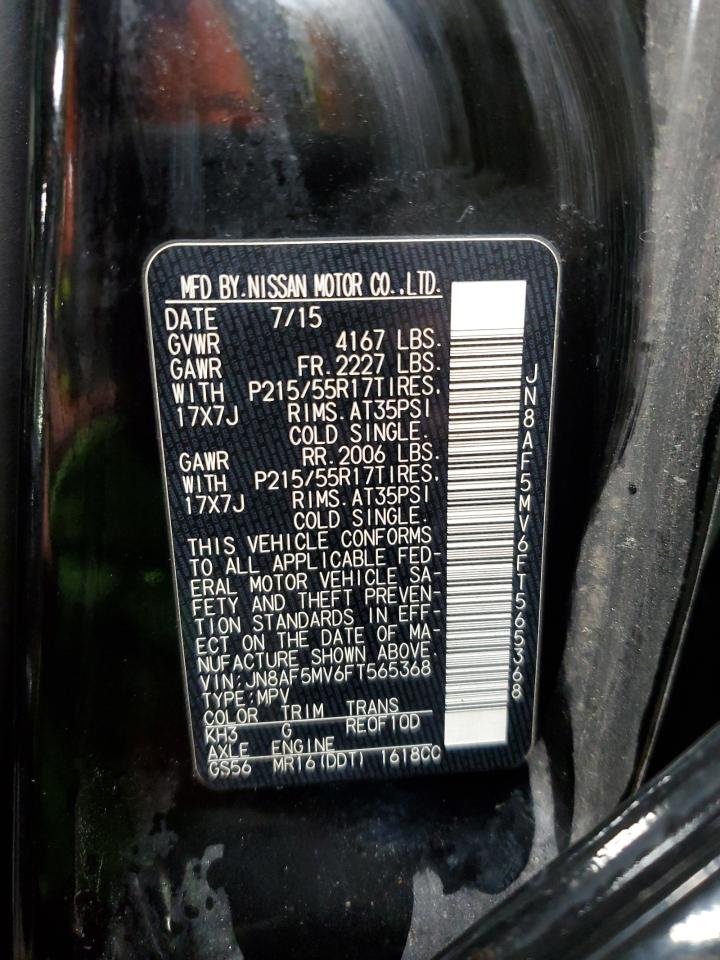 MFD BY.NISSAN MOTOR CO.,LTD.
DATE 7/15
GVWR 4167 LBS.
GAWR FR.2227 LBS.
WITH P215/55R17TIRES,
17X7J RIMS.AT35PSI
COLD SINGLE.
GAWR RR.2006 LBS.
WITH P215/55R17TIRES,
17X7J RIMS.AT35PSI
COLD SINGLE.
THIS VEHICLE CONFORMS
TO ALL APPLICABLE FED-
ERAL MOTOR VEHICLE SA-
FETY AND THEFT PREVEN-
TION STANDARDS IN EFF-
ECT ON THE DATE OF MA-
NUFACTURE SHOWN ABOVE.
VIN;JN8AF5MV6FT565368
TYPE;MPV
COLOR TRIM TRANS
KH3 G RE0F10D
AXLE ENGINE
GS56 MR16(DDT) 1618CC
JN8AF5MV6FT565368